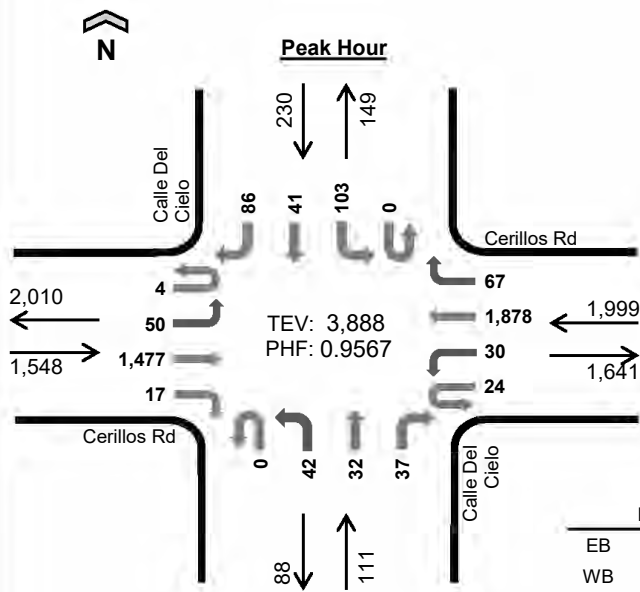 N
Peak Hour
230
149
Calle Del
Cielo
86
41
103
0
Cerillos Rd
4
67
2,010
50
TEV: 3,888
1,878
1,999
1,548
1,477
PHF: 0.9567
30
1,641
17
24
Cerillos Rd
0
42
32
37
Calle Del
Cielo
88
111
EB
WB